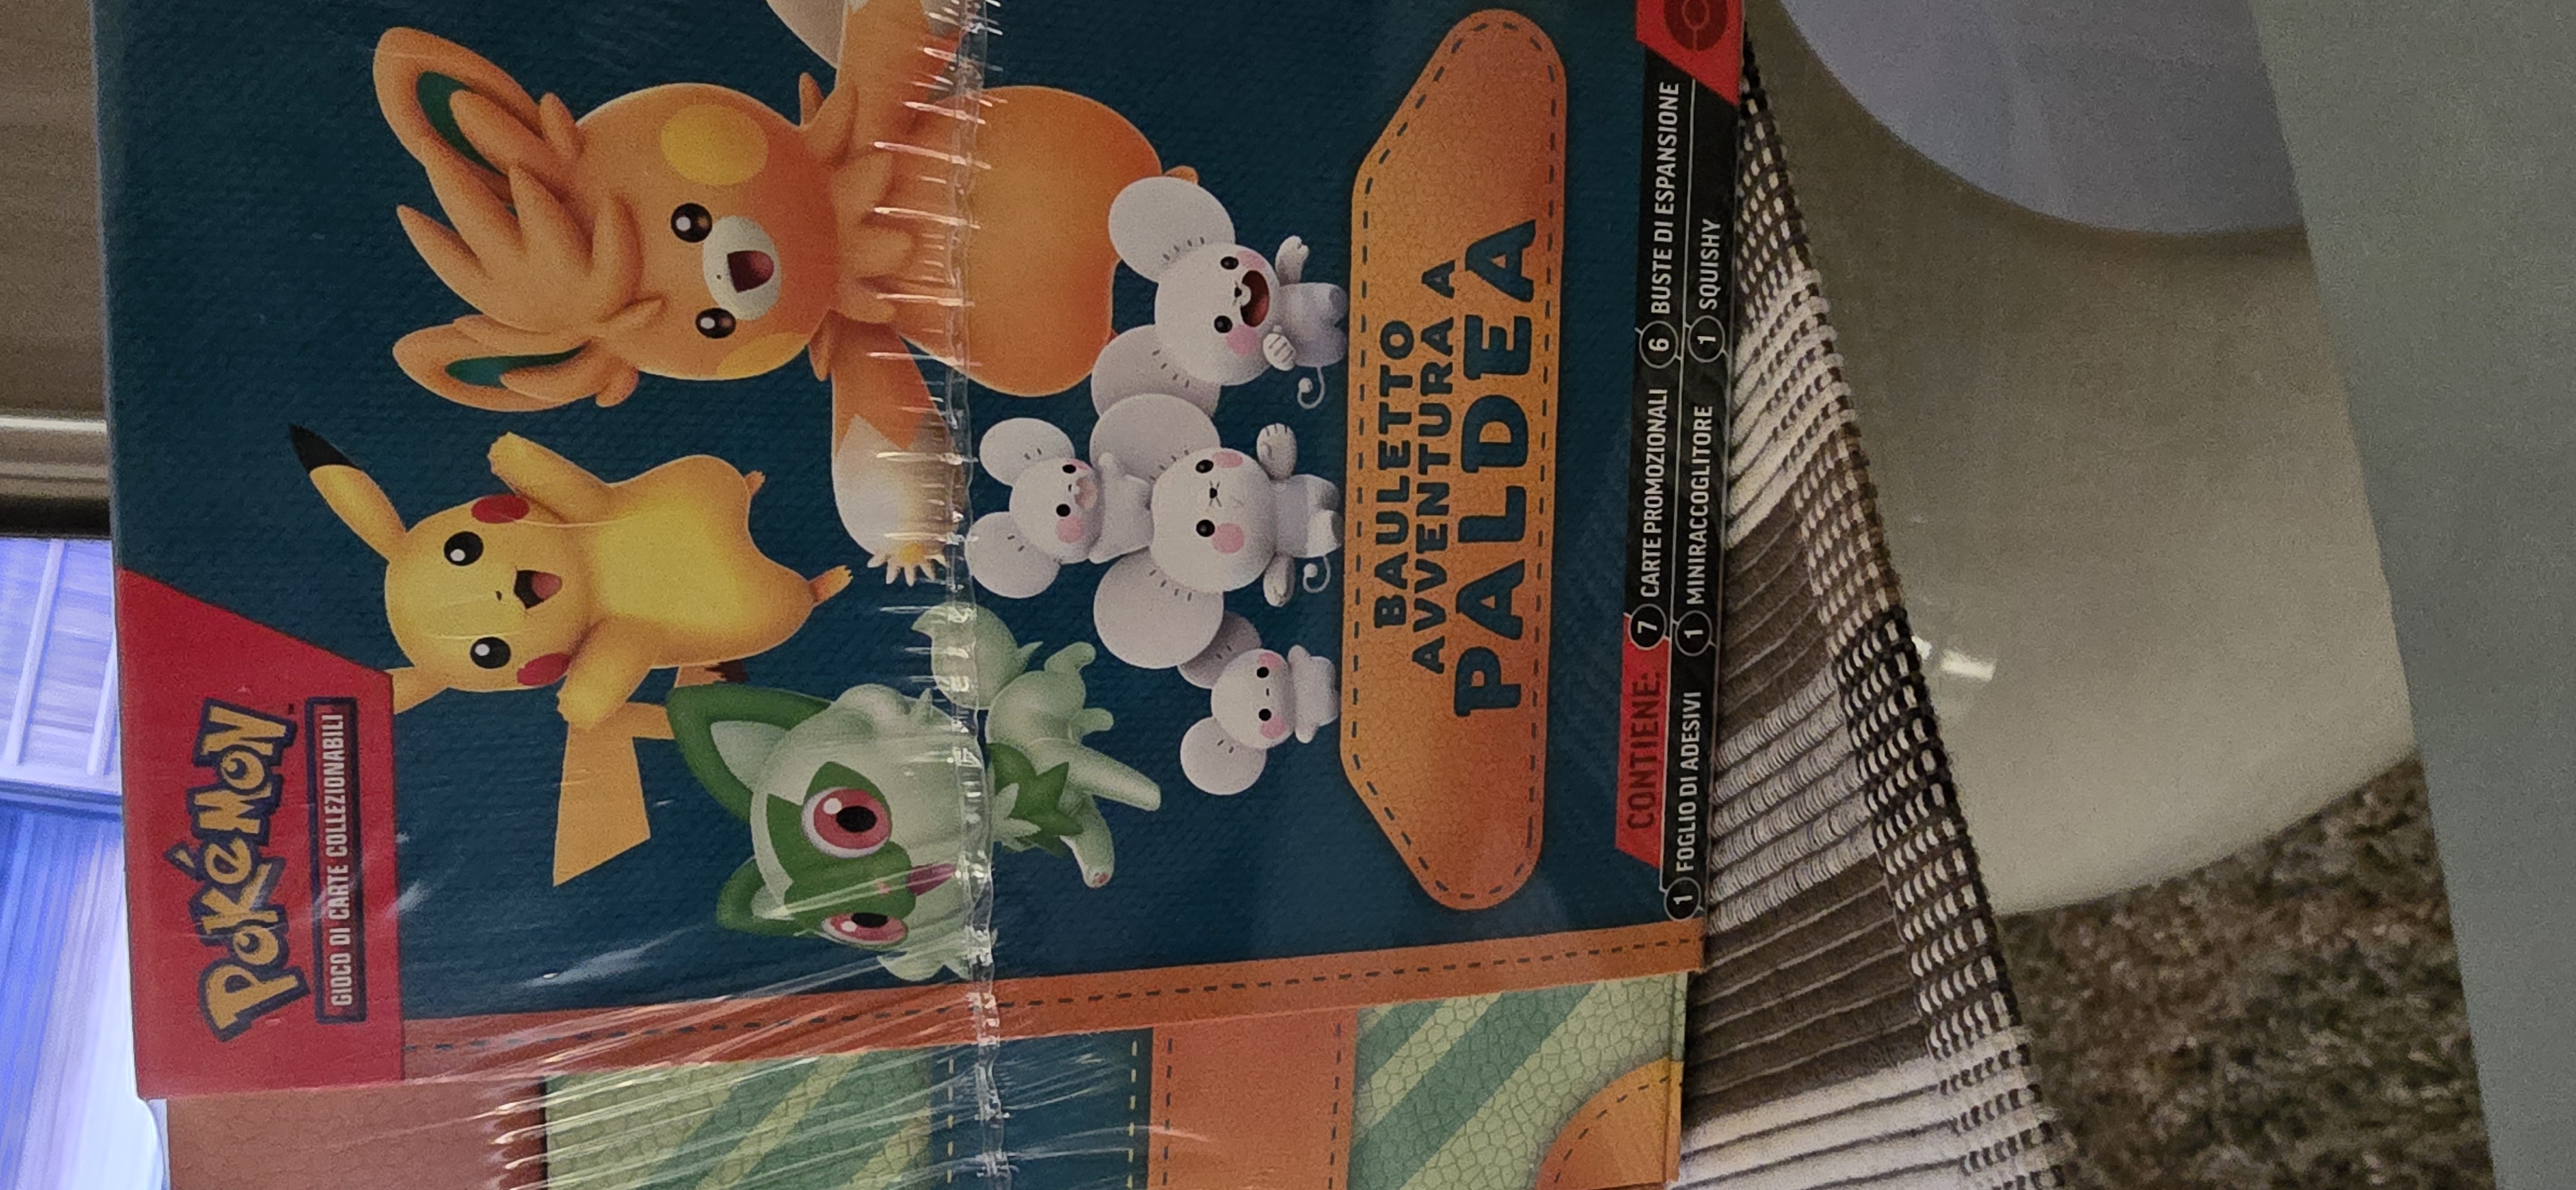 POKéMON™
GIOCO DI CARTE COLLEZIONABILI
BAULETTO
AVVENTURA A
PALDEA
CONTIENE: 7 CARTE PROMOZIONALI 6 BUSTE DI ESPANSIONE
1 FOGLIO DI ADESIVI 1 MINIRACCOGLITORE 1 SQUISHY